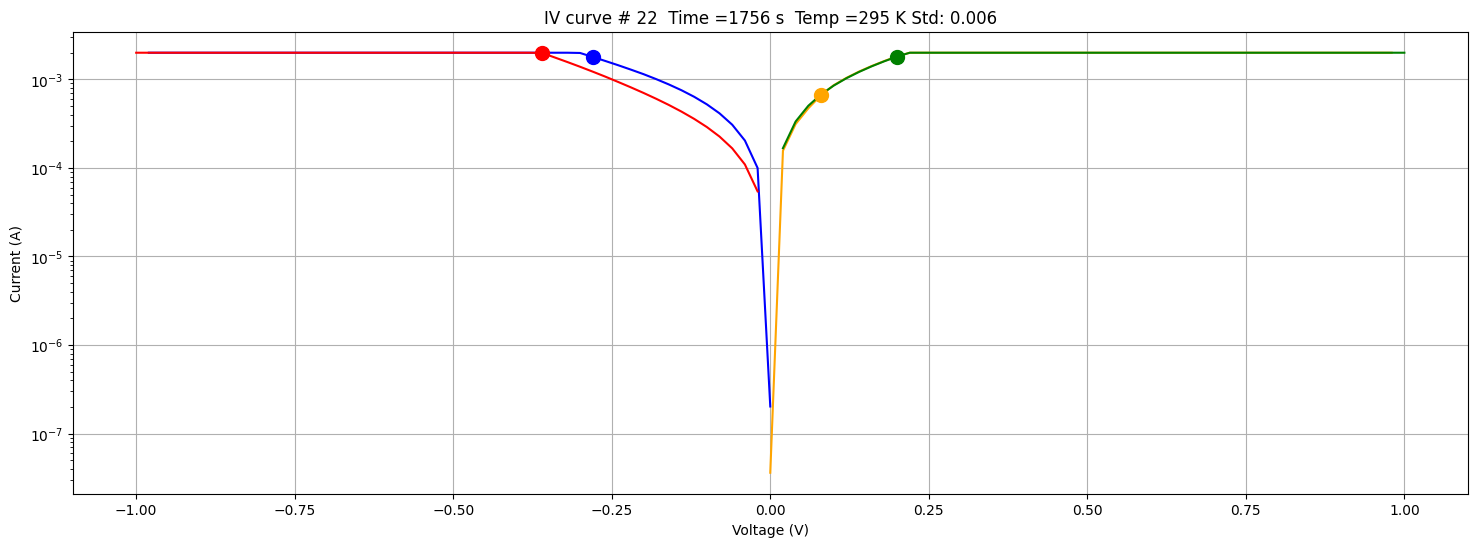 IV curve # 22  Time =1756 s  Temp =295 K Std: 0.006
Current (A)
10⁻³
10⁻⁴
10⁻⁵
10⁻⁶
10⁻⁷
−1.00 −0.75 −0.50 −0.25 0.00 0.25 0.50 0.75 1.00
Voltage (V)